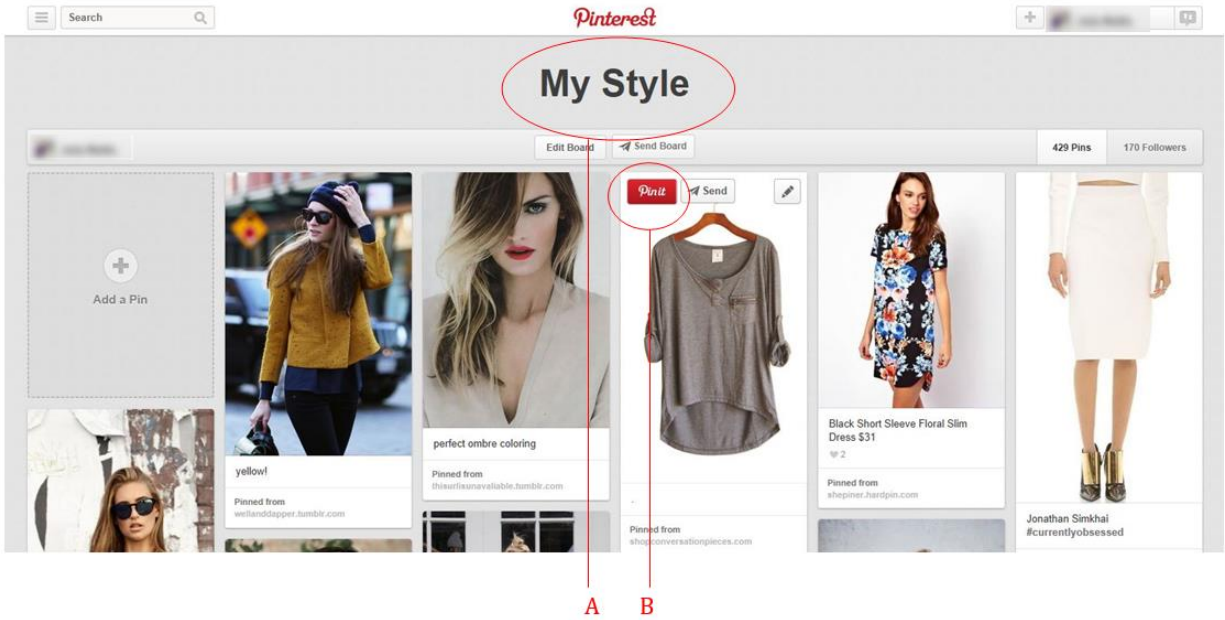 Search
Pinterest
My Style
Edit Board
Send Board
429 Pins
170 Followers
Add a Pin
yellow!
Pinned from
wellanddapper.tumblr.com
perfect ombre coloring
Pinned from
thisurlisunavaliable.tumblr.com
Pin it
Send
.
Pinned from
shopconversationpieces.com
Black Short Sleeve Floral Slim
Dress $31
2
Pinned from
shepiner.hardpin.com
Jonathan Simkhai
#currentlyobsessed
A
B